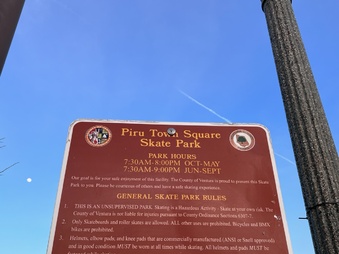 Piru Town Square
Skate Park
PARK HOURS
7:30AM-8:00PM OCT-MAY
7:30AM-9:00PM JUN-SEPT
Our goal is for your safe enjoyment of this facility. The County of Ventura is proud to present this Skate
Park to you. Please be courteous of others and have a safe skating experience.
GENERAL SKATE PARK RULES
1. THIS IS AN UNSUPERVISED PARK. Skating is a Hazardous Activity. Skate at your own risk. The
County of Ventura is not liable for injuries pursuant to County Ordinance Sections
2. Only Skateboards and roller skates are allowed. ALL other uses are prohibited. Bicycles and BMX
bikes are prohibited.
3. Helmets, elbow pads, and knee pads that are commercially manufactured (ANSI or Snell approved)
and in good condition MUST be worn at all times while skating. All helmets and pads MUST be